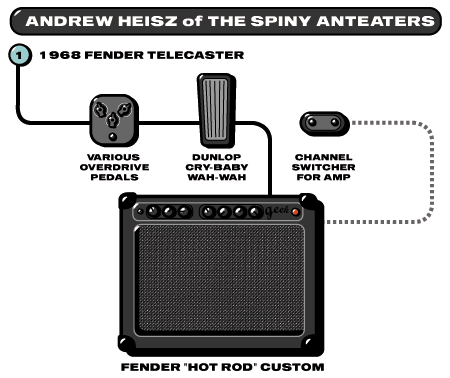 ANDREW HEISZ of THE SPINY ANTEATERS
1 1968 FENDER TELECASTER
VARIOUS
OVERDRIVE
PEDALS
DUNLOP
CRY-BABY
WAH-WAH
CHANNEL
SWITCHER
FOR AMP
geek
FENDER "HOT ROD" CUSTOM